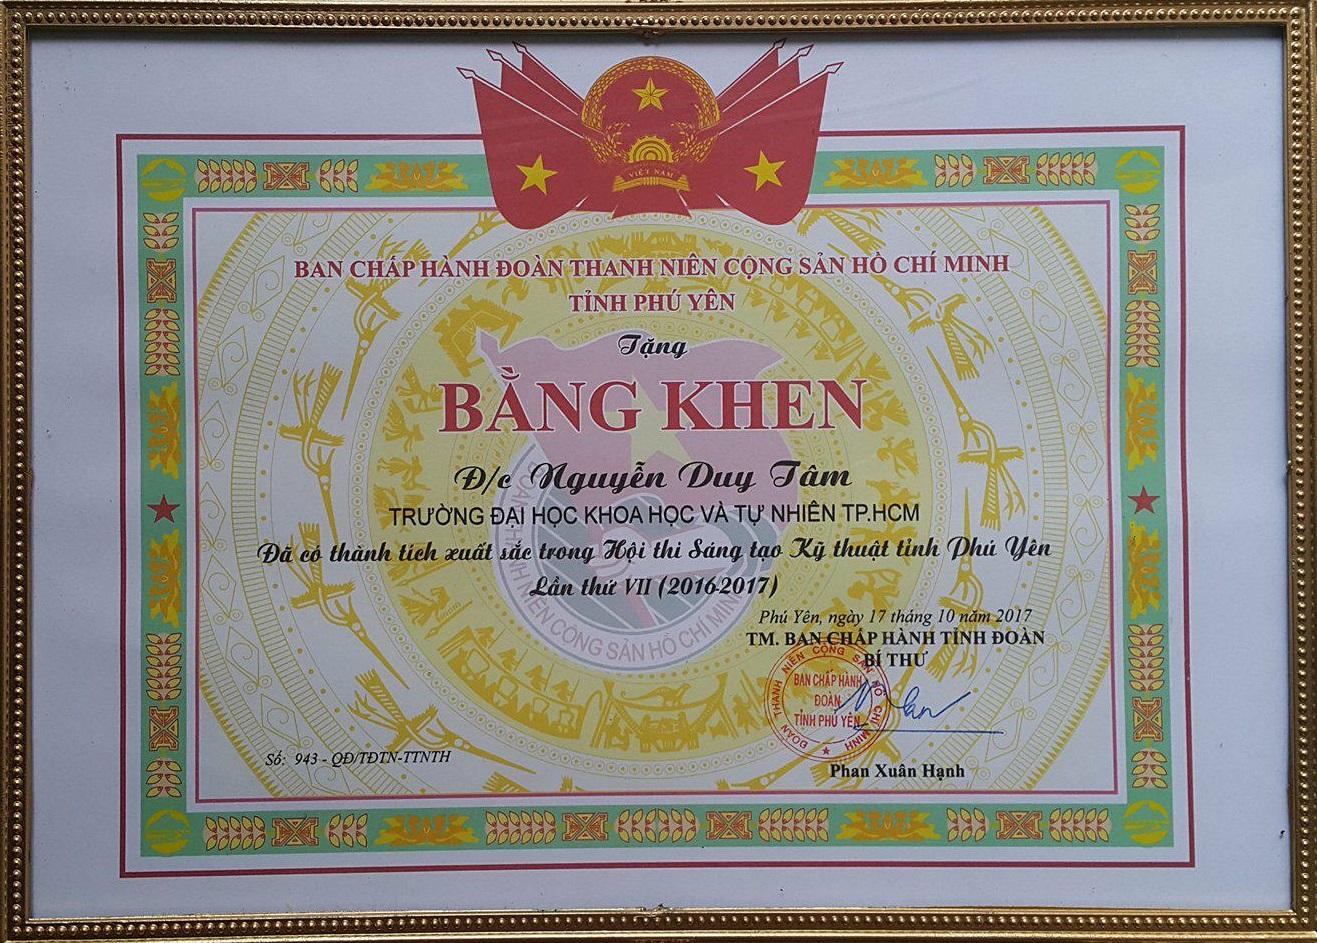 VIỆT NAM
BAN CHẤP HÀNH ĐOÀN THANH NIÊN CỘNG SẢN HỒ CHÍ MINH
TỈNH PHÚ YÊN
Tặng
BẰNG KHEN
Đ/c Nguyễn Duy Tâm
TRƯỜNG ĐẠI HỌC KHOA HỌC VÀ TỰ NHIÊN TP.HCM
Đã có thành tích xuất sắc trong Hội thi Sáng tạo Kỹ thuật tỉnh Phú Yên
Lần thứ VII (2016-2017)
ĐOÀN THANH NIÊN CỘNG SẢN HỒ CHÍ MINH
Phú Yên, ngày 17 tháng 10 năm 2017
TM. BAN CHẤP HÀNH TỈNH ĐOÀN
BÍ THƯ
ĐOÀN THANH NIÊN CỘNG SẢN HỒ CHÍ MINH
BAN CHẤP HÀNH
ĐOÀN
TỈNH PHÚ YÊN
Số: 943 - QĐ/TĐTN-TTNTH
Phan Xuân Hạnh